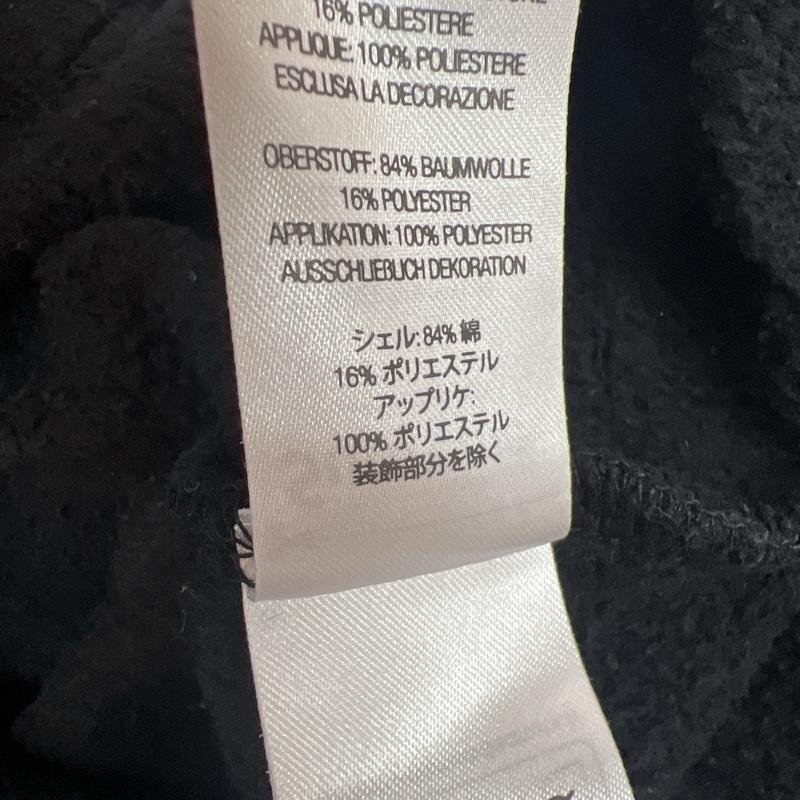 16% POLIESTERE
APPLIQUE: 100% POLIESTERE
ESCLUSA LA DECORAZIONE
OBERSTOFF: 84% BAUMWOLLE
16% POLYESTER
APPLIKATION: 100% POLYESTER
AUSSCHLIEBLICH DEKORATION
シェル: 84% 綿
16% ポリエステル
アップリケ:
100% ポリエステル
装飾部分を除く